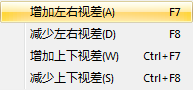 增加左右视差(A) F7
减少左右视差(D) F8
增加上下视差(W) Ctrl+F7
减少上下视差(S) Ctrl+F8